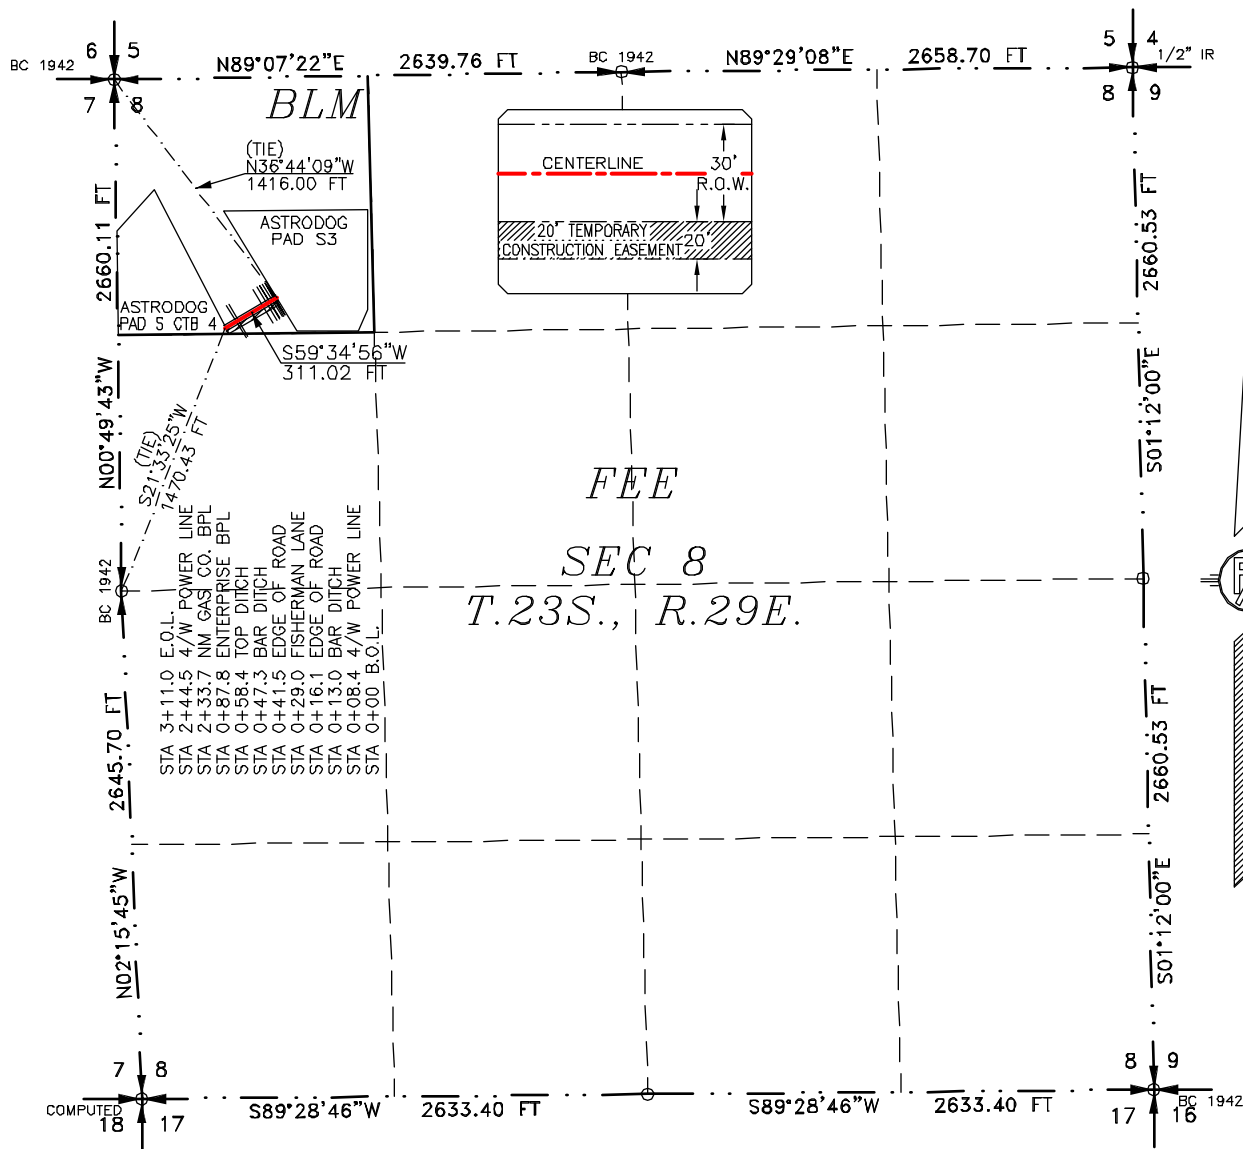 6 5
BC 1942
7 8
N89°07'22"E 2639.76 FT
BC 1942
N89°29'08"E 2658.70 FT
5 4
1/2" IR
8 9
BLM
(TIE)
N36°44'09"W
1416.00 FT
ASTRODOG
PAD S3
CENTERLINE
30'
R.O.W.
20' TEMPORARY
CONSTRUCTION EASEMENT
20'
2660.11 FT
2660.53 FT
ASTRODOG
PAD 5 CTB 4
S59°34'56"W
311.02 FT
N00°49'43"W
S01°12'00"E
(TIE)
S21°33'25"W
1470.43 FT
FEE
SEC 8
T.23S., R.29E.
BC 1942
STA 3+11.0 E.O.L.
STA 2+44.5 4/W POWER LINE
STA 2+33.7 NM GAS CO. BPL
STA 0+87.8 ENTERPRISE BPL
STA 0+58.4 TOP DITCH
STA 0+47.3 BAR DITCH
STA 0+41.5 EDGE OF ROAD
STA 0+29.0 FISHERMAN LANE
STA 0+16.1 EDGE OF ROAD
STA 0+13.0 BAR DITCH
STA 0+08.4 4/W POWER LINE
STA 0+00 B.O.L.
2645.70 FT
2660.53 FT
N02°15'45"W
S01°12'00"E
7 8
COMPUTED
18 17
S89°28'46"W 2633.40 FT
S89°28'46"W 2633.40 FT
8 9
BC 1942
17 16